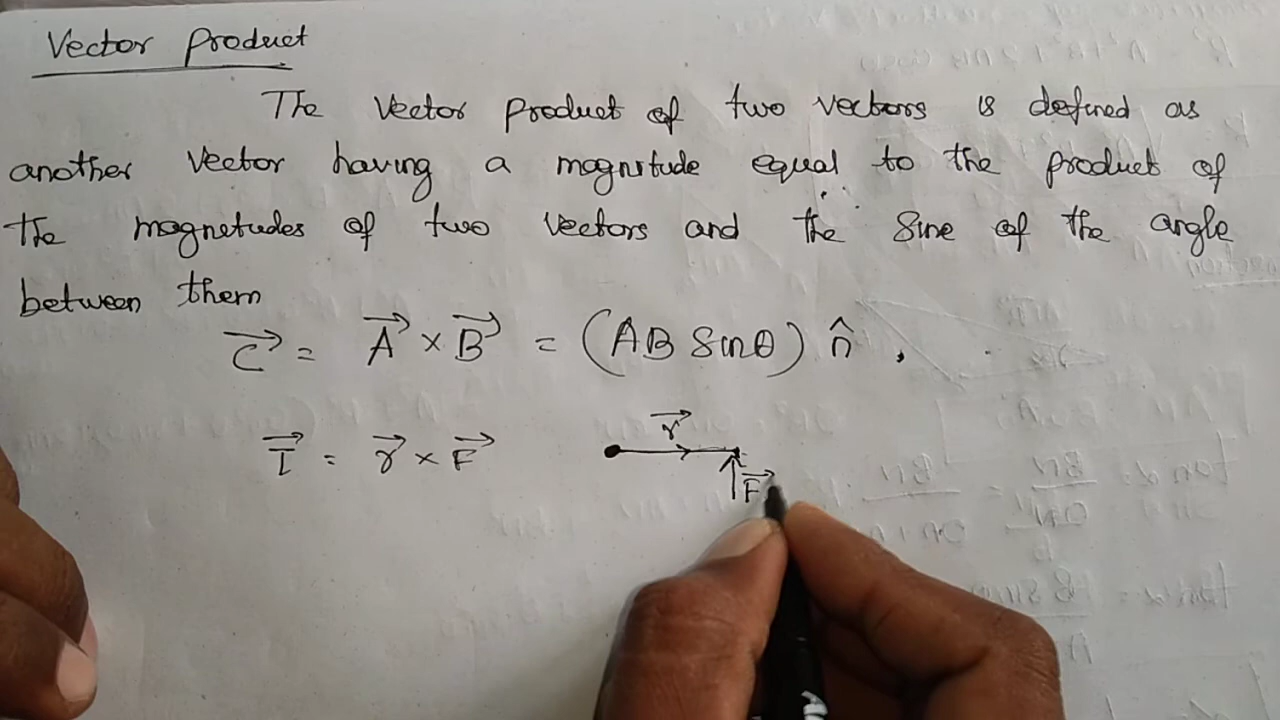 Vector Product
The Vector Product of two vectors is defined as
another Vector having a magnitude equal to the product of
The magnetudes of two vectors and the Sine of the angle
between them
C⃗ = A⃗ × B⃗ = (AB Sinθ) n̂ .
τ⃗ = r⃗ × F⃗
r⃗
F⃗